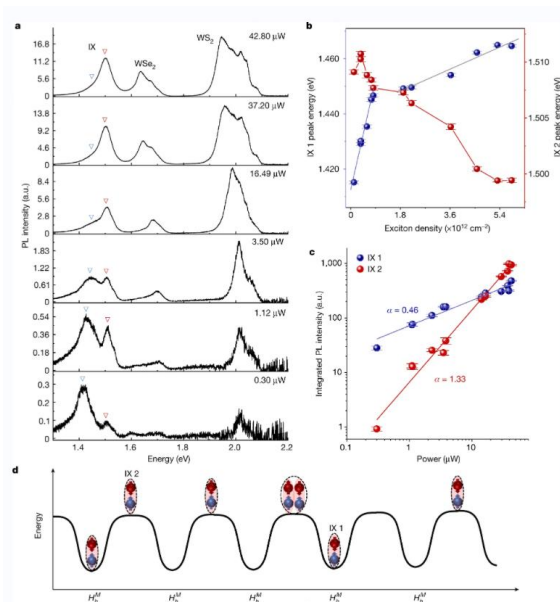 a
IX
WSe₂
WS₂
42.80 μW
16.8
11.2
5.6
0
37.20 μW
13.8
9.2
4.6
0
16.49 μW
8.4
5.6
2.8
0
3.50 μW
1.83
1.22
0.61
0
1.12 μW
0.54
0.36
0.18
0
0.30 μW
0.3
0.2
0.1
0
PL intensity (a.u.)
1.4 1.6 1.8 2.0 2.2
Energy (eV)
b
IX 1 peak energy (eV)
1.460
1.440
1.420
IX 2 peak energy (eV)
1.510
1.505
1.500
0 1.8 3.6 5.4
Exciton density (×10¹² cm⁻²)
c
IX 1
IX 2
α = 0.46
α = 1.33
Integrated PL intensity (a.u.)
1,000
100
10
1
0.1 1 10 100
Power (μW)
d
Energy
IX 2
IX 1